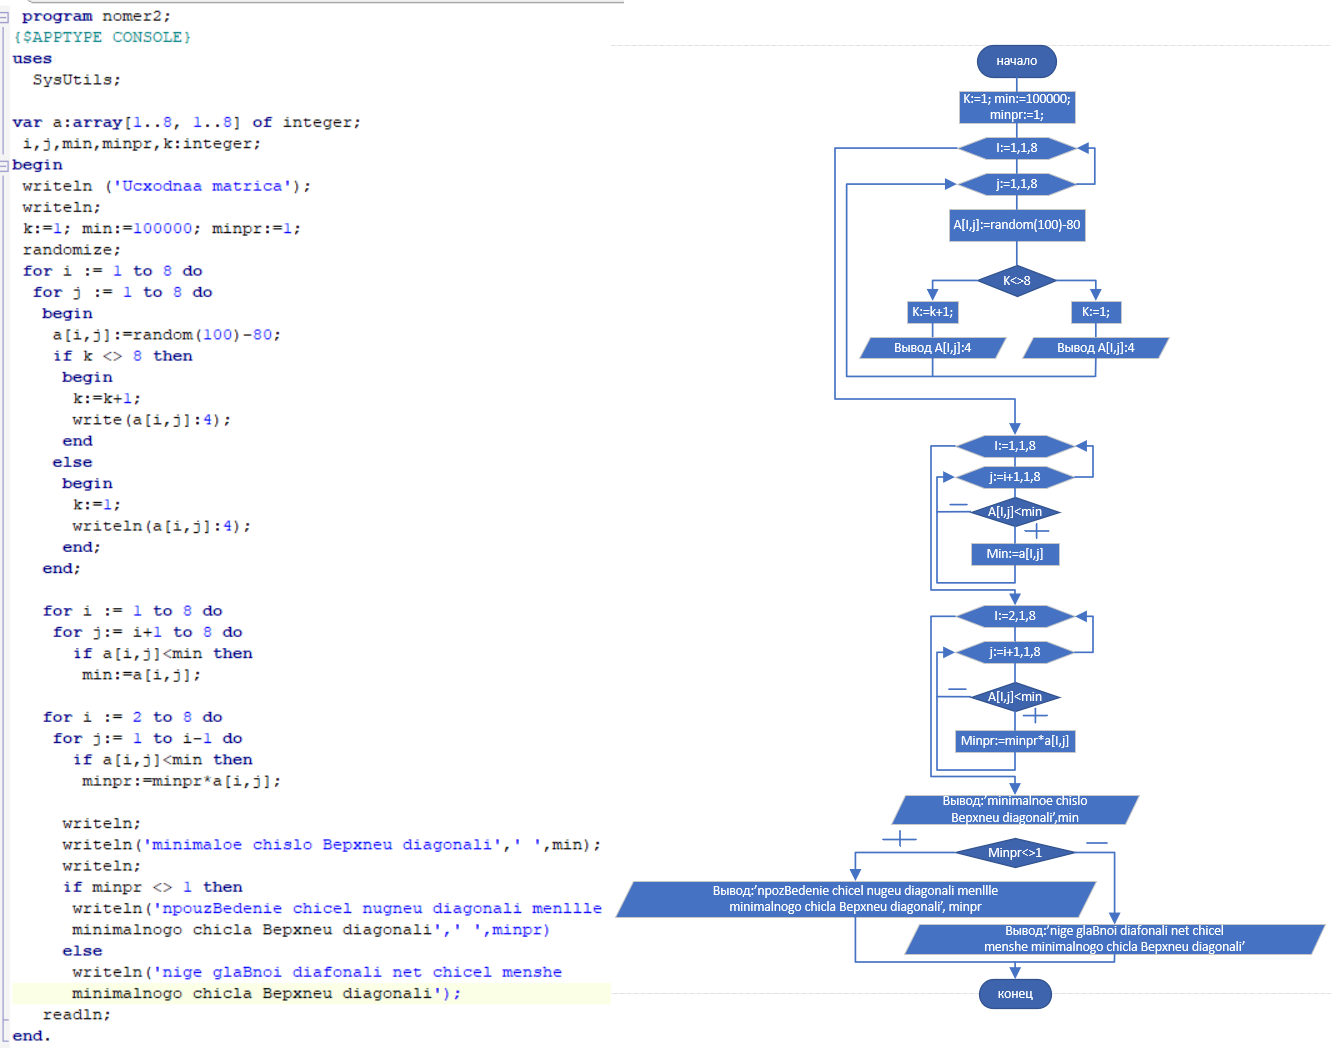 program nomer2;
{$APPTYPE CONSOLE}
uses
SysUtils;
var a:array[1..8, 1..8] of integer;
i,j,min,minpr,k:integer;
begin
writeln ('Ucxodnaa matrica');
writeln;
k:=1; min:=100000; minpr:=1;
randomize;
for i := 1 to 8 do
for j := 1 to 8 do
begin
a[i,j]:=random(100)-80;
if k <> 8 then
begin
k:=k+1;
write(a[i,j]:4);
end
else
begin
k:=1;
writeln(a[i,j]:4);
end;
end;
for i := 1 to 8 do
for j:= i+1 to 8 do
if a[i,j]<min then
min:=a[i,j];
for i := 2 to 8 do
for j:= 1 to i-1 do
if a[i,j]<min then
minpr:=minpr*a[i,j];
writeln;
writeln('minimaloe chislo Bepxneu diagonali',' ',min);
writeln;
if minpr <> 1 then
writeln('npouzBedenie chicel nugneu diagonali menllle
minimalnogo chicla Bepxneu diagonali',' ',minpr)
else
writeln('nige glaBnoi diafonali net chicel menshe
minimalnogo chicla Bepxneu diagonali');
readln;
end.
начало
K:=1; min:=100000;
minpr:=1;
I:=1,1,8
j:=1,1,8
A[I,j]:=random(100)-80
K<>8
K:=k+1;
K:=1;
Вывод A[I,j]:4
Вывод A[I,j]:4
I:=1,1,8
j:=i+1,1,8
A[I,j]<min
Min:=a[I,j]
I:=2,1,8
j:=i+1,1,8
A[I,j]<min
Minpr:=minpr*a[I,j]
Вывод:’minimalnoe chislo
Bepxneu diagonali’,min
Minpr<>1
Вывод:’npozBedenie chicel nugeu diagonali menllle
minimalnogo chicla Bepxneu diagonali’, minpr
Вывод:’nige glaBnoi diafonali net chicel
menshe minimalnogo chicla Bepxneu diagonali’
конец